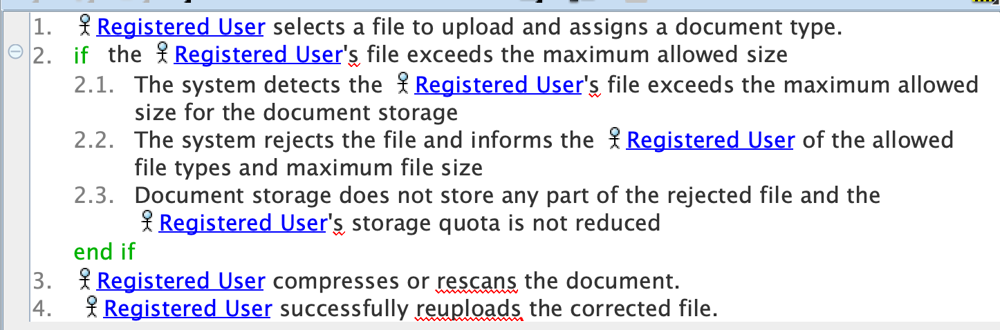 1. Registered User selects a file to upload and assigns a document type.
2. if the Registered User's file exceeds the maximum allowed size
2.1. The system detects the Registered User's file exceeds the maximum allowed
size for the document storage
2.2. The system rejects the file and informs the Registered User of the allowed
file types and maximum file size
2.3. Document storage does not store any part of the rejected file and the
Registered User's storage quota is not reduced
end if
3. Registered User compresses or rescans the document.
4. Registered User successfully reuploads the corrected file.